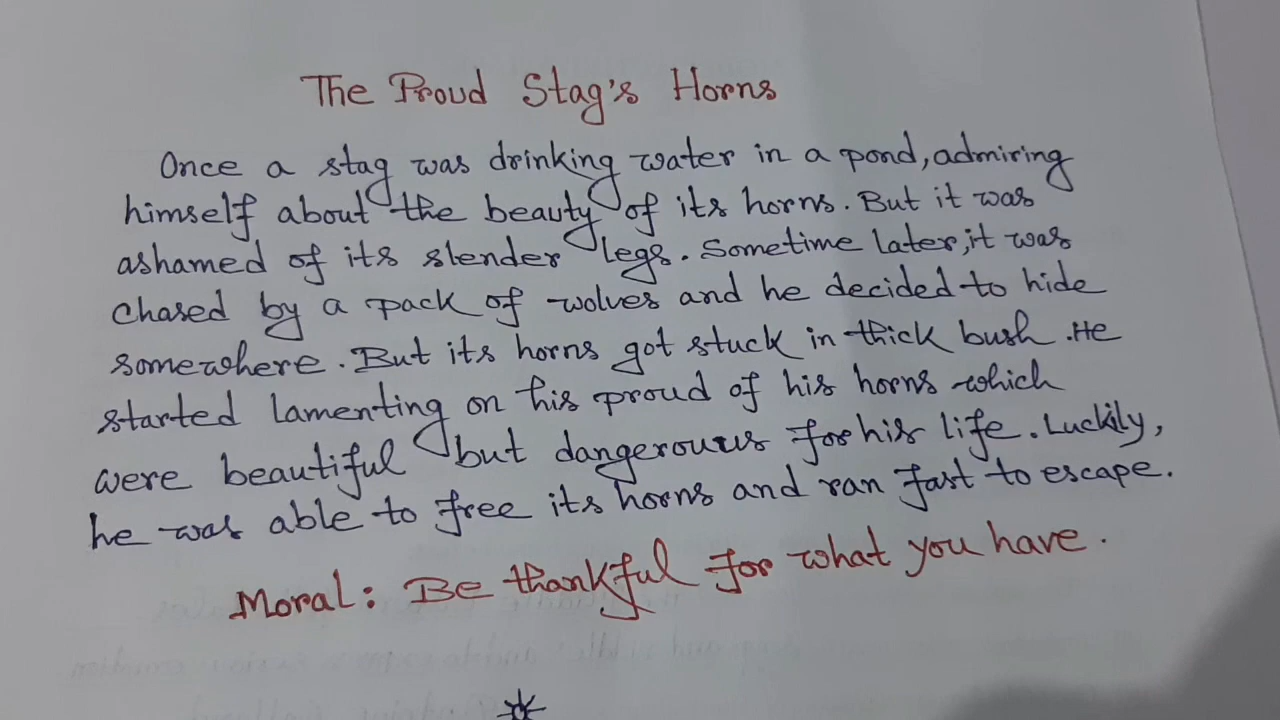 The Proud Stag's Horns
Once a stag was drinking water in a pond, admiring
himself about the beauty of its horns. But it was
ashamed of its slender legs. Sometime later, it was
chased by a pack of wolves and he decided to hide
somewhere. But its horns got stuck in thick bush. He
started lamenting on his proud of his horns which
were beautiful but dangerours for his life. Luckily,
he was able to free its horns and ran fast to escape.
Moral: Be thankful for what you have.